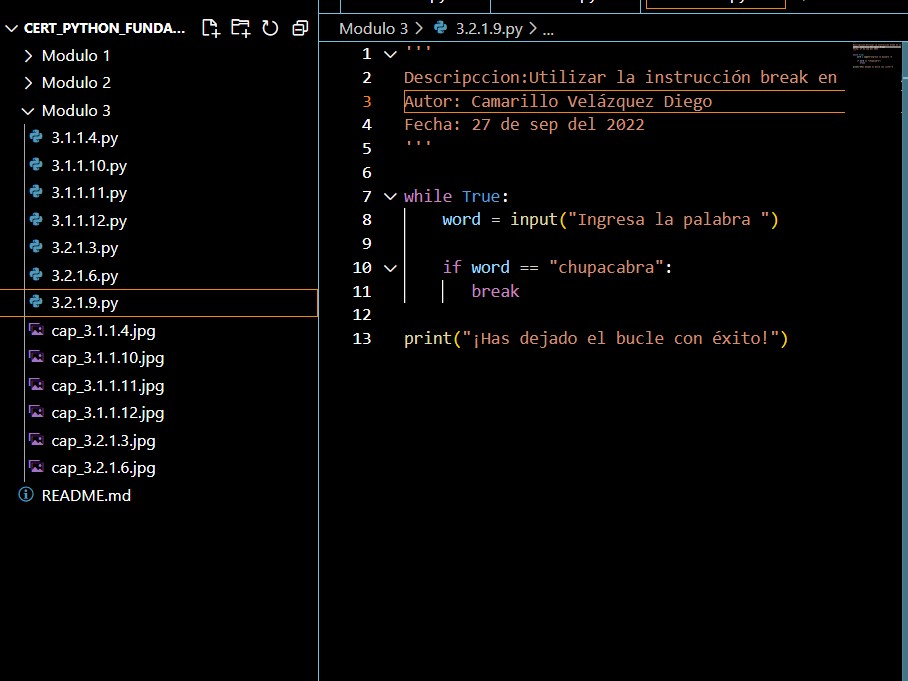 CERT_PYTHON_FUNDA...
Modulo 1
Modulo 2
Modulo 3
3.1.1.4.py
3.1.1.10.py
3.1.1.11.py
3.1.1.12.py
3.2.1.3.py
3.2.1.6.py
3.2.1.9.py
cap_3.1.1.4.jpg
cap_3.1.1.10.jpg
cap_3.1.1.11.jpg
cap_3.1.1.12.jpg
cap_3.2.1.3.jpg
cap_3.2.1.6.jpg
README.md
Modulo 3 > 3.2.1.9.py > ...
1 '''
2 Descripccion:Utilizar la instrucción break en
3 Autor: Camarillo Velázquez Diego
4 Fecha: 27 de sep del 2022
5 '''
6
7 while True:
8 word = input("Ingresa la palabra ")
9
10 if word == "chupacabra":
11 break
12
13 print("¡Has dejado el bucle con éxito!")